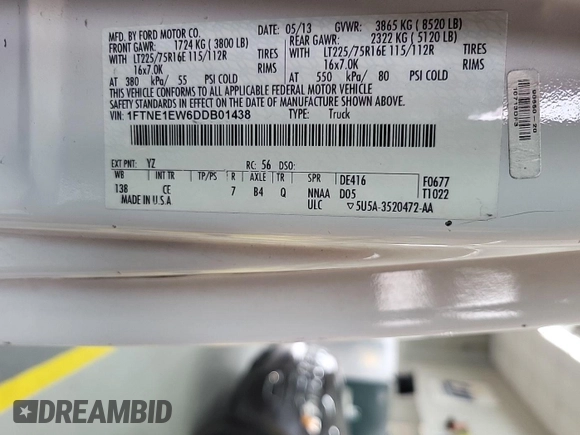 MFD. BY FORD MOTOR CO. 05/13 GVWR: 3865 KG ( 8520 LB)
FRONT GAWR: 1724 KG ( 3800 LB) REAR GAWR: 2322 KG ( 5120 LB)
WITH LT225/75R16E 115/112R TIRES WITH LT225/75R16E 115/112R TIRES
16x7.0K RIMS 16x7.0K RIMS
AT 380 kPa/ 55 PSI COLD AT 550 kPa/ 80 PSI COLD
THIS VEHICLE CONFORMS TO ALL APPLICABLE FEDERAL MOTOR VEHICLE SAFETY STANDARDS IN EFFECT ON THE DATE OF MANUFACTURE SHOWN ABOVE.
VIN: 1FTNE1EW6DDB01438 TYPE: Truck
EXT PNT: YZ RC: 56 DSO:
WB INT TR TP/PS R AXLE TR SPR DE416 F0677
138 CE 7 B4 Q NNAA D05 T1022
MADE IN U.S.A ULC ▽5U5A-3520472-AA
DREAMBID